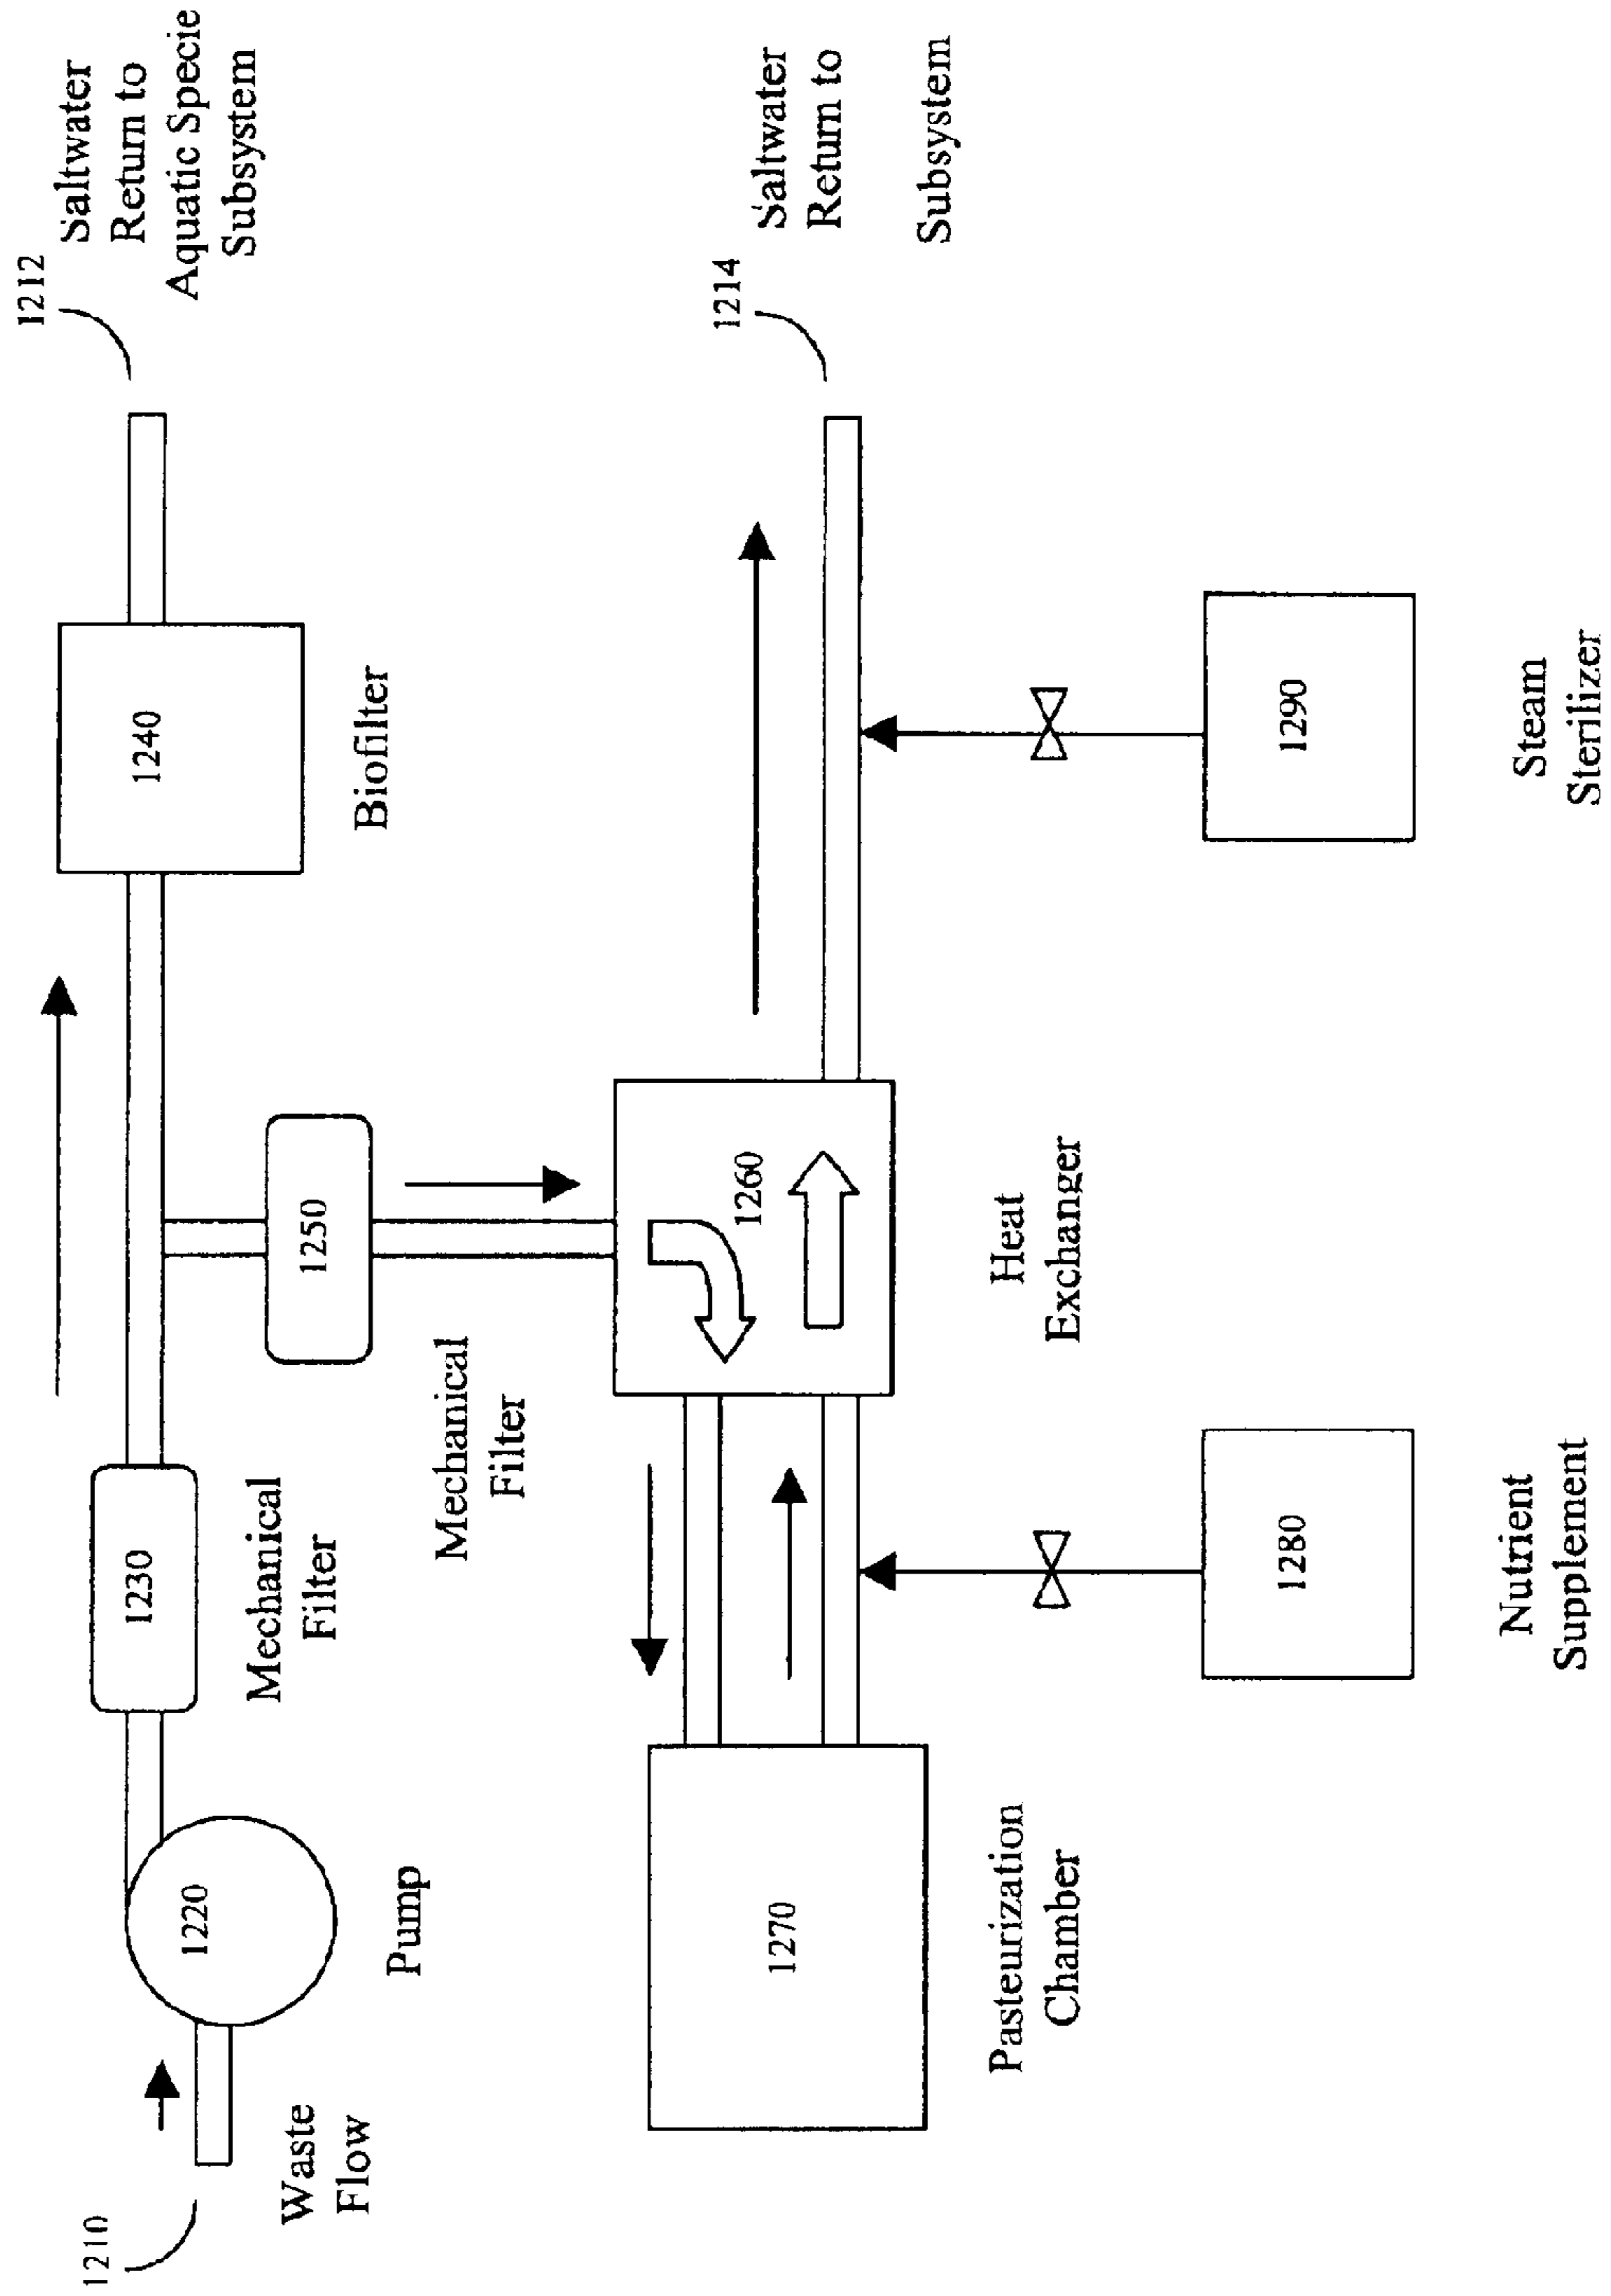 1210
Waste
Flow
1220
Pump
1230
Mechanical
Filter
1240
Biofilter
1212
Saltwater
Return to
Aquatic Specie
Subsystem
1250
Mechanical
Filter
1260
Heat
Exchanger
1270
Pasteurization
Chamber
1214
Saltwater
Return to
Subsystem
1280
Nutrient
Supplement
1290
Steam
Sterilizer